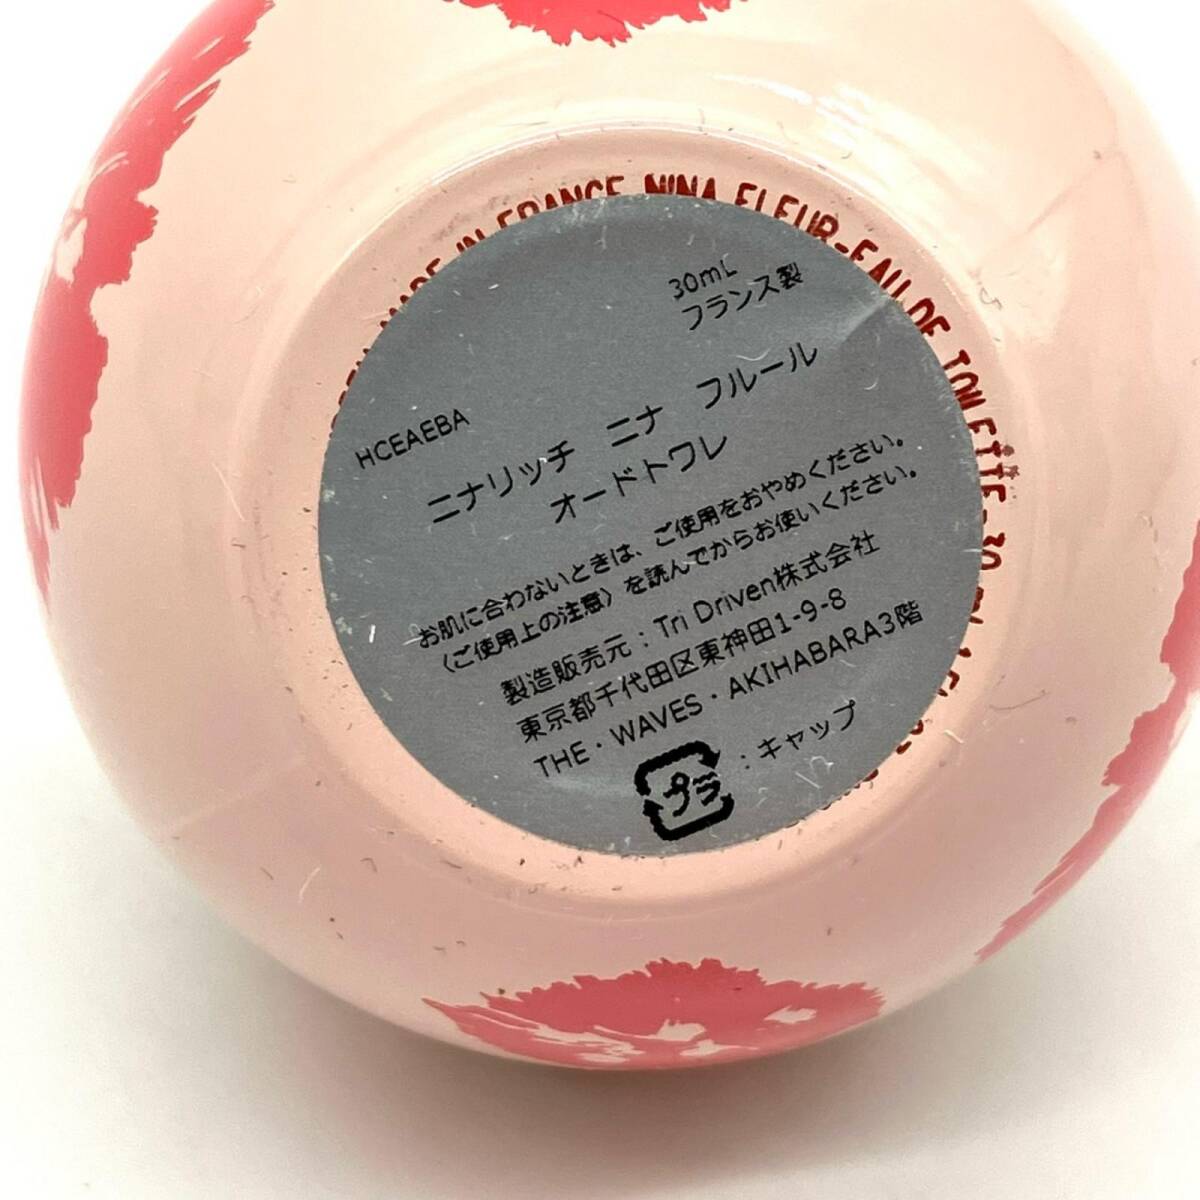 MADE IN FRANCE NINA FLEUR-EAU DE TOILETTE-30
30mL
フランス製
HCEAEBA
ニナリッチ ニナ フルール
オードトワレ
お肌に合わないときは、ご使用をおやめください。
〈ご使用上の注意〉を読んでからお使いください。
製造販売元：Tri Driven株式会社
東京都千代田区東神田1-9-8
THE・WAVES・AKIHABARA3階
プラ：キャップ